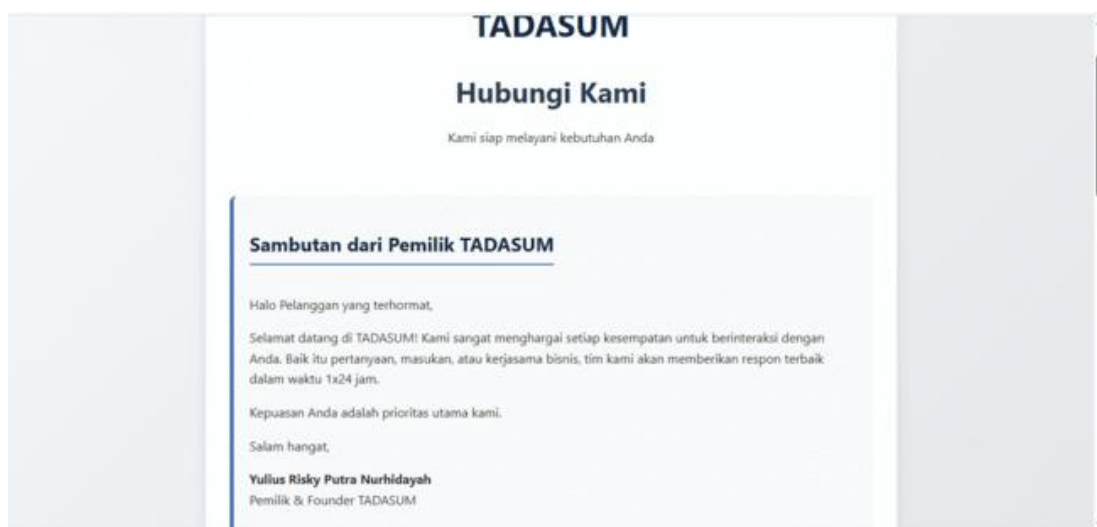 TADASUM
Hubungi Kami
Kami siap melayani kebutuhan Anda
Sambutan dari Pemilik TADASUM
Halo Pelanggan yang terhormat,
Selamat datang di TADASUM! Kami sangat menghargai setiap kesempatan untuk berinteraksi dengan
Anda. Baik itu pertanyaan, masukan, atau kerjasama bisnis, tim kami akan memberikan respon terbaik
dalam waktu 1x24 jam.
Kepuasan Anda adalah prioritas utama kami.
Salam hangat,
Yulius Risky Putra Nurhidayah
Pemilik & Founder TADASUM